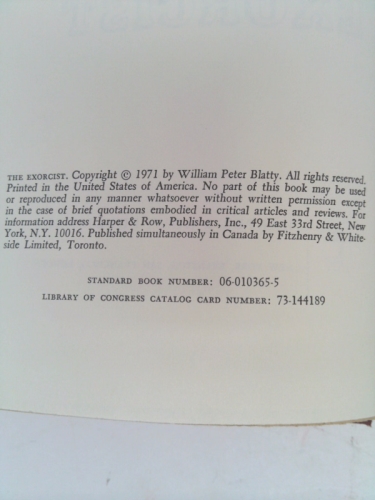 THE EXORCIST. Copyright © 1971 by William Peter Blatty. All rights reserved.
Printed in the United States of America. No part of this book may be used
or reproduced in any manner whatsoever without written permission except
in the case of brief quotations embodied in critical articles and reviews. For
information address Harper & Row, Publishers, Inc., 49 East 33rd Street, New
York, N.Y. 10016. Published simultaneously in Canada by Fitzhenry & White-
side Limited, Toronto.
STANDARD BOOK NUMBER: 06-010365-5
LIBRARY OF CONGRESS CATALOG CARD NUMBER: 73-144189